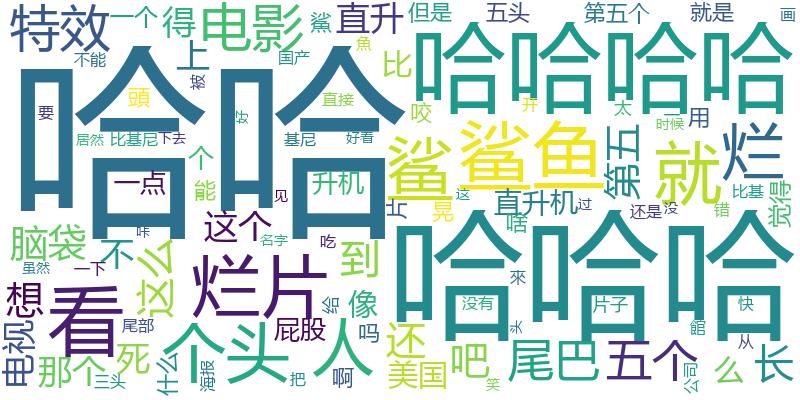 特效
一个
得
电影
鲨
直升
但是
五头
第五个
就是
画
不能
上
被
国产
魚
比
哈哈哈哈
哈哈
要
頭
直接
好
咬
开
太
一
时候
用
居然
比基尼
下去
基尼
好看
鲨
鲨鱼
第五
就
烂
个
能
一点
升机
见
片
晃
这
直升机
过
还是
没
错
比基
觉得
脑袋
不
咔
这个
名字
吃
到
啥
哈哈哈
虽然
一下
这么
烂片
想
看
给
像
没有
來
片子
館
快
电视
尾部
个头
屁股
人
吗
还
头
从
那个
三头
死
什么
海报
把
啊
美国
吧
笑
尾巴
五个
公司
么
长